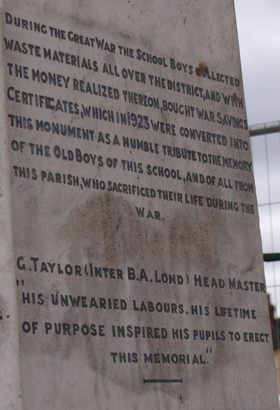 DURING THE GREAT WAR THE SCHOOL BOYS COLLECTED
WASTE MATERIALS ALL OVER THE DISTRICT, AND WITH
THE MONEY REALIZED THEREON, BOUGHT WAR SAVINGS
CERTIFICATES, WHICH IN 1923 WERE CONVERTED INTO
THIS MONUMENT AS A HUMBLE TRIBUTE TO THE MEMORY
OF THE OLD BOYS OF THIS SCHOOL, AND OF ALL FROM
THIS PARISH, WHO SACRIFICED THEIR LIFE DURING THE
WAR.
G. TAYLOR (INTER B.A. LOND) HEAD MASTER
"HIS UNWEARIED LABOURS. HIS LIFETIME
OF PURPOSE INSPIRED HIS PUPILS TO ERECT
THIS MEMORIAL."